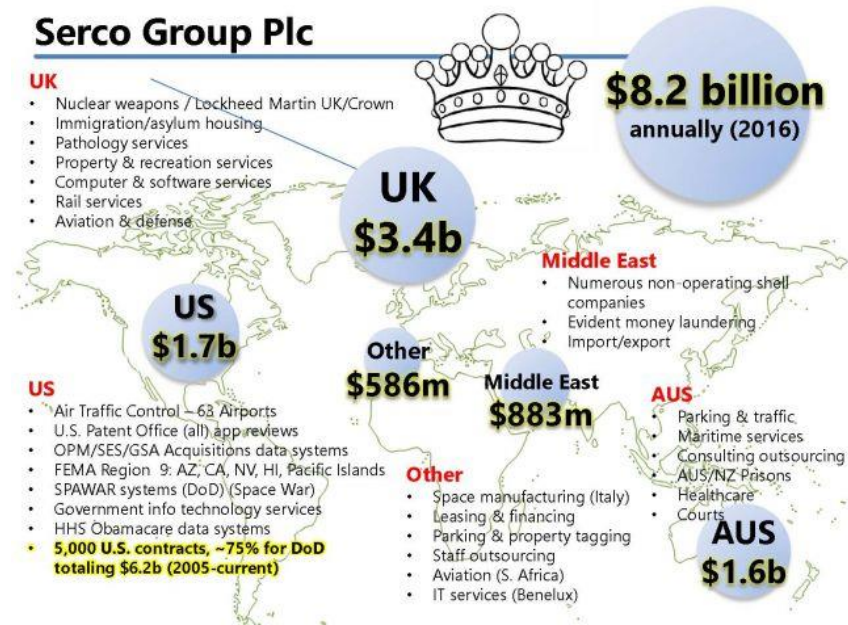 Serco Group Plc
$8.2 billion
annually (2016)
UK
• Nuclear weapons / Lockheed Martin UK/Crown
• Immigration/asylum housing
• Pathology services
• Property & recreation services
• Computer & software services
• Rail services
• Aviation & defense
UK
$3.4b
US
$1.7b
Other
$586m
Middle East
• Numerous non-operating shell
companies
• Evident money laundering
• Import/export
Middle East
$883m
US
• Air Traffic Control – 63 Airports
• U.S. Patent Office (all) app reviews
• OPM/SES/GSA Acquisitions data systems
• FEMA Region 9: AZ, CA, NV, HI, Pacific Islands
• SPAWAR systems (DoD) (Space War)
• Government info technology services
• HHS Obamacare data systems
• 5,000 U.S. contracts, ~75% for DoD
totaling $6.2b (2005-current)
Other
• Space manufacturing (Italy)
• Leasing & financing
• Parking & property tagging
• Staff outsourcing
• Aviation (S. Africa)
• IT services (Benelux)
AUS
• Parking & traffic
• Maritime services
• Consulting outsourcing
• AUS/NZ Prisons
• Healthcare
• Courts
AUS
$1.6b